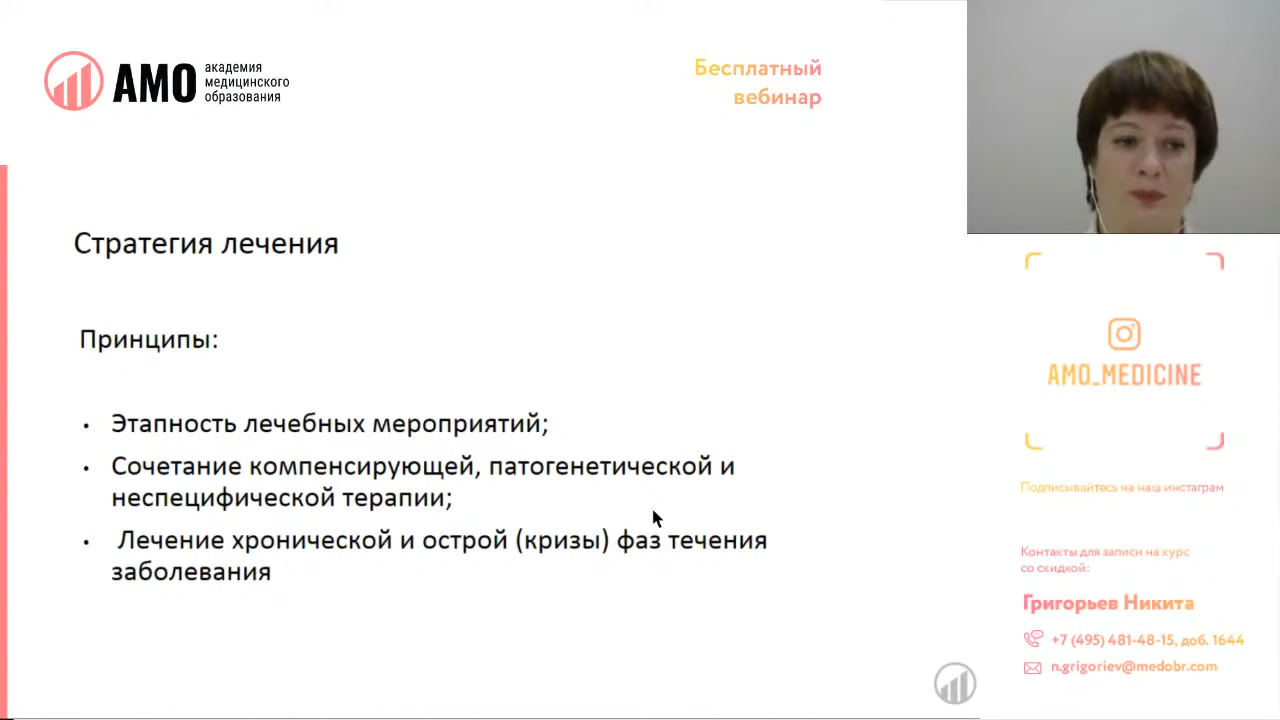 АМО
академия
медицинского
образования
Бесплатный
вебинар
Стратегия лечения
Принципы:
• Этапность лечебных мероприятий;
• Сочетание компенсирующей, патогенетической и
неспецифической терапии;
• Лечение хронической и острой (кризы) фаз течения
заболевания
AMO_MEDICINE
Подписывайтесь на наш инстаграм
Контакты для записи на курс
со скидкой:
Григорьев Никита
+7 (495) 481-48-15, доб. 1644
n.grigoriev@medobr.com